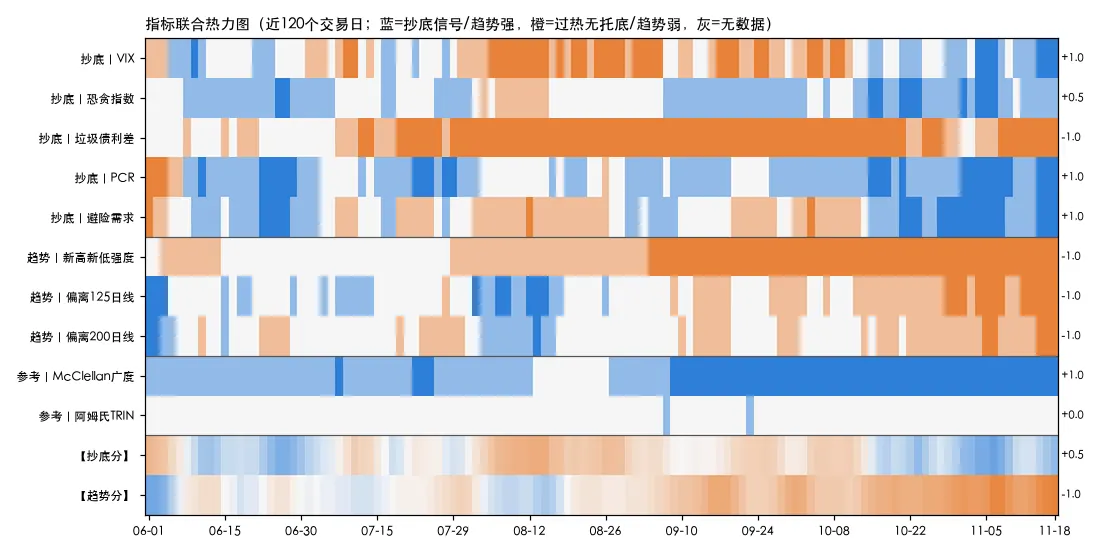 指标联合热力图（近120个交易日；蓝=抄底信号/趋势强，橙=过热无托底/趋势弱，灰=无数据）
抄底｜VIX
+1.0
抄底｜恐贪指数
+0.5
抄底｜垃圾债利差
-1.0
抄底｜PCR
+1.0
抄底｜避险需求
+1.0
趋势｜新高新低强度
-1.0
趋势｜偏离125日线
-1.0
趋势｜偏离200日线
-1.0
参考｜McClellan广度
+1.0
参考｜阿姆氏TRIN
+0.0
【抄底分】
+0.5
【趋势分】
-1.0
06-01 06-15 06-30 07-15 07-29 08-12 08-26 09-10 09-24 10-08 10-22 11-05 11-18